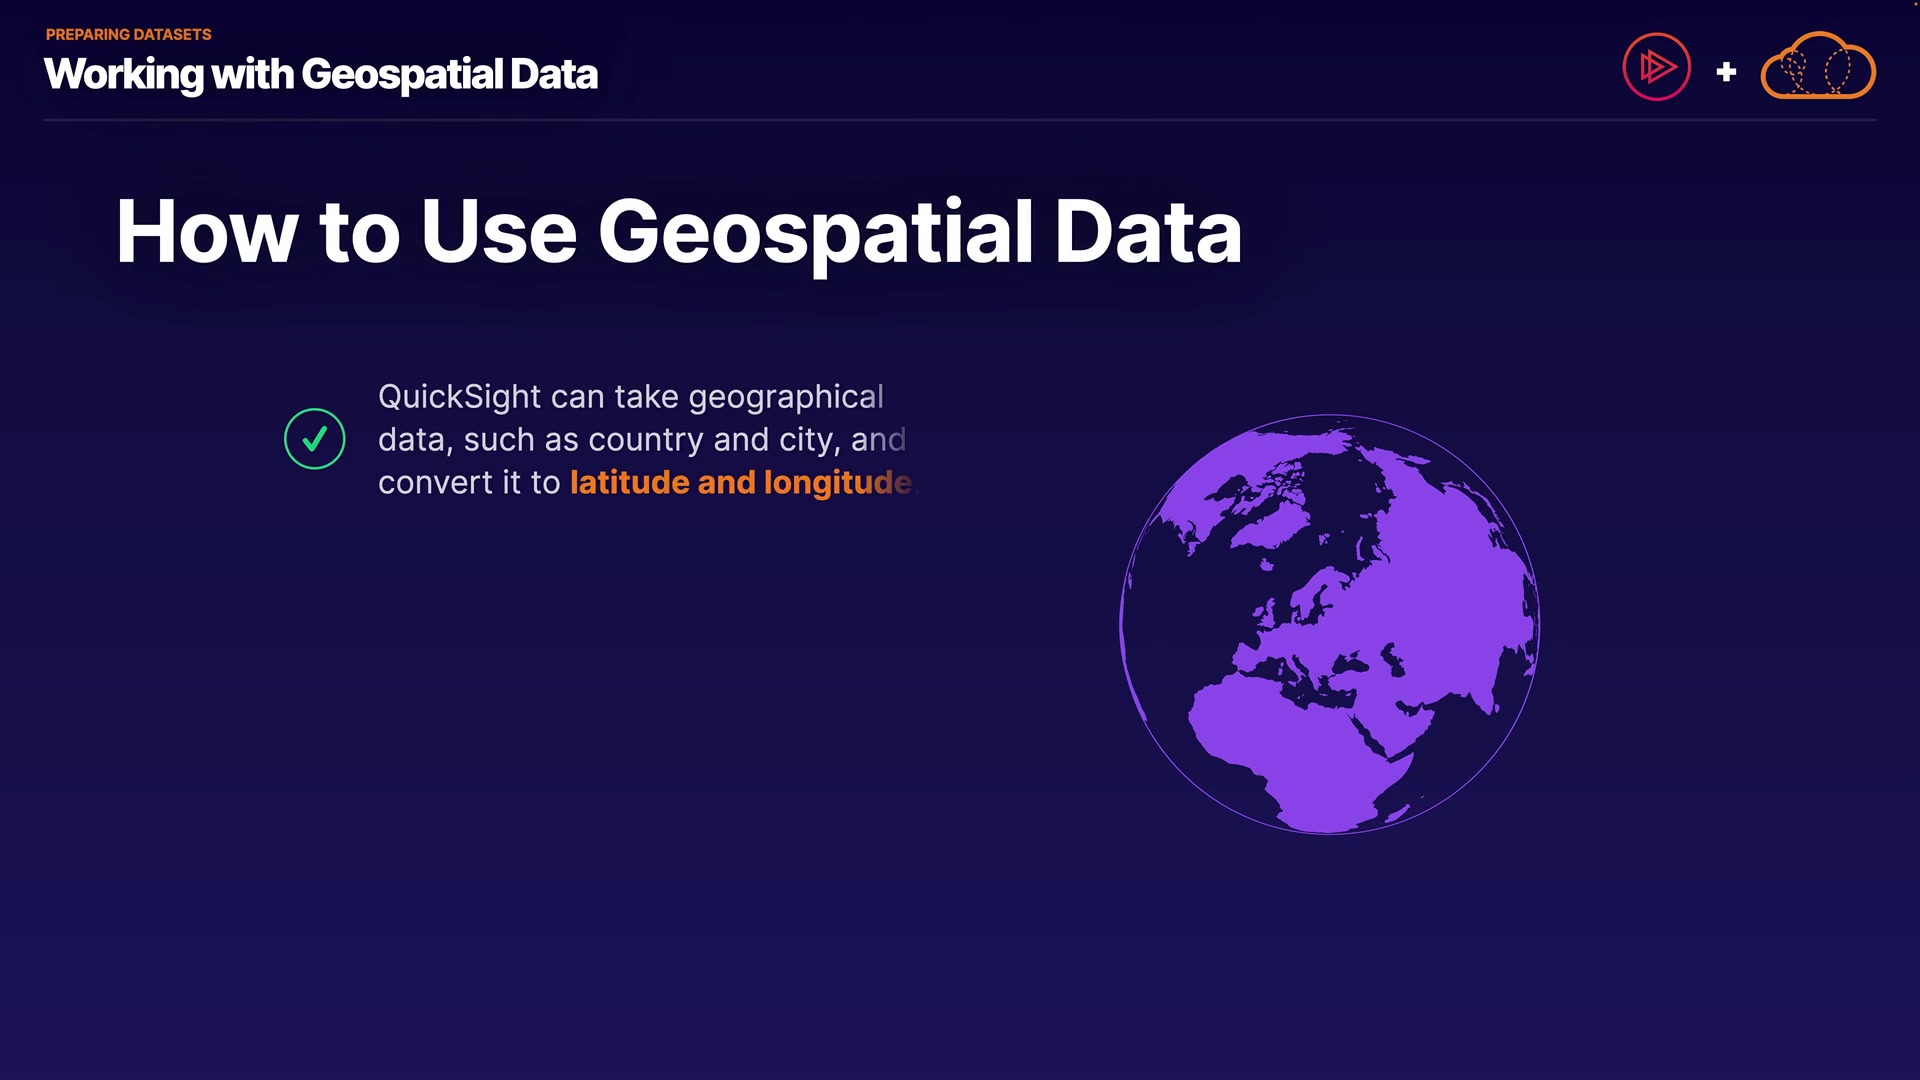 PREPARING DATASETS
Working with Geospatial Data
How to Use Geospatial Data
QuickSight can take geographical
data, such as country and city, and
convert it to latitude and longitude.